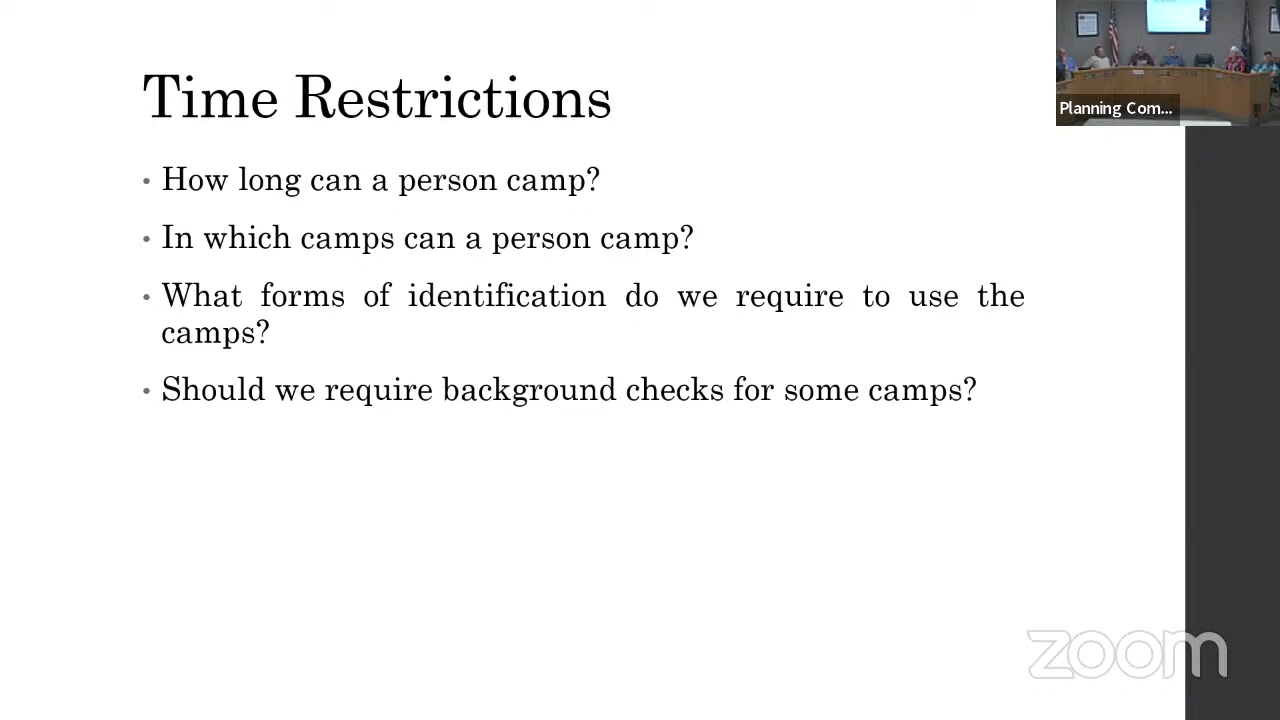 Time Restrictions
• How long can a person camp?
• In which camps can a person camp?
• What forms of identification do we require to use the
camps?
• Should we require background checks for some camps?
Planning Com...
zoom